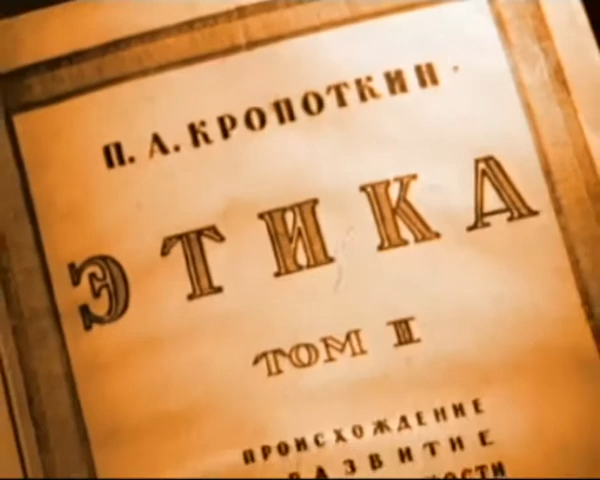 П. А. КРОПОТКИН
ЭТИКА
ТОМ I
ПРОИСХОЖДЕНИЕ
РАЗВИТИЕ